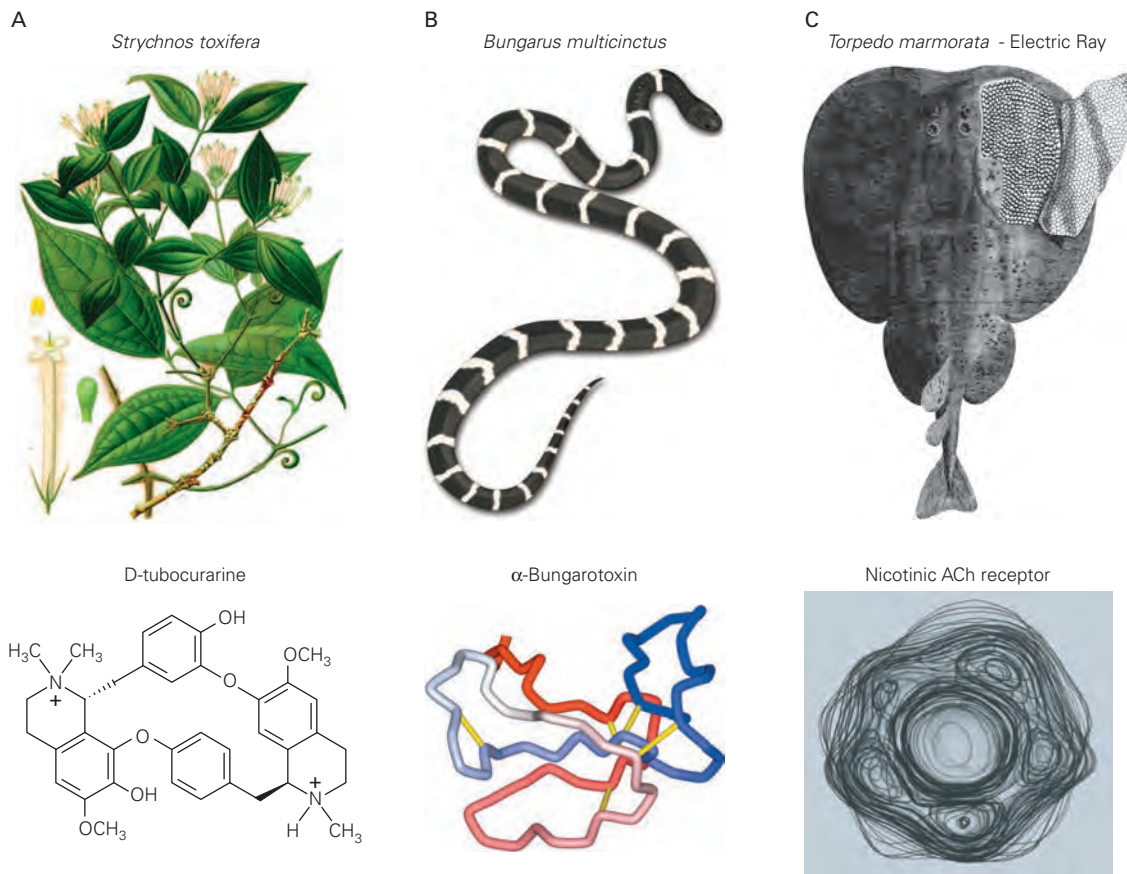 A
Strychnos toxifera
B
Bungarus multicinctus
C
Torpedo marmorata - Electric Ray
D-tubocurarine
OH
H3C
CH3
N
+
OCH3
O
O
OH
OCH3
+
N
H
CH3
α-Bungarotoxin
Nicotinic ACh receptor